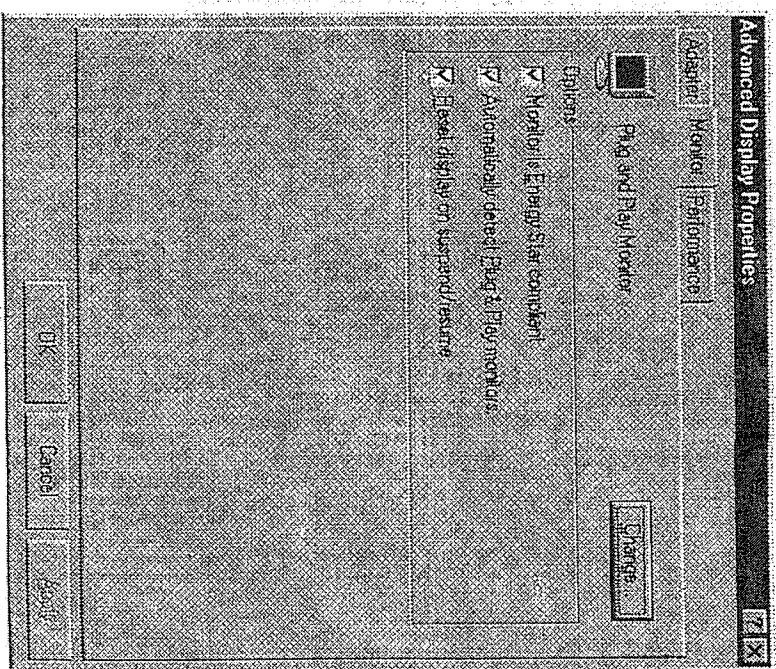 Advanced Display Properties ? X
Adapter Monitor Performance
Plug and Play Monitor
Change...
Options
Monitor is Energy Star compliant
Automatically detect Plug & Play monitors
Reset display on suspend/resume
OK Cancel Apply